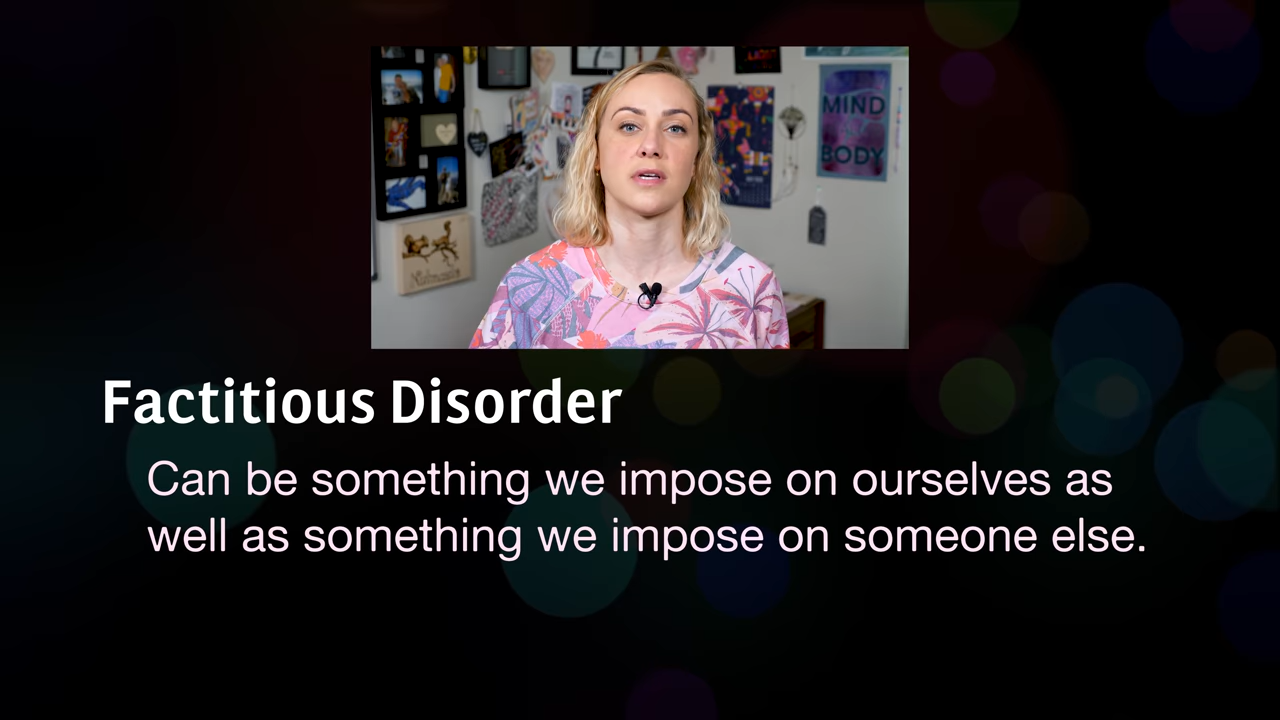 MIND
BODY
Factitious Disorder
Can be something we impose on ourselves as
well as something we impose on someone else.